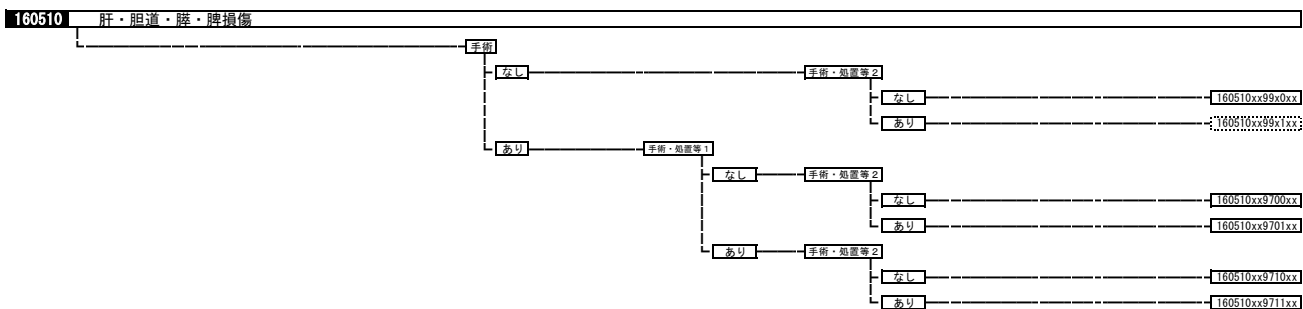 160510 肝・胆道・膵・脾損傷
手術
なし 手術・処置等２
なし 160510xx99x0xx
あり 160510xx99x1xx
あり 手術・処置等１
なし 手術・処置等２
なし 160510xx9700xx
あり 160510xx9701xx
あり 手術・処置等２
なし 160510xx9710xx
あり 160510xx9711xx